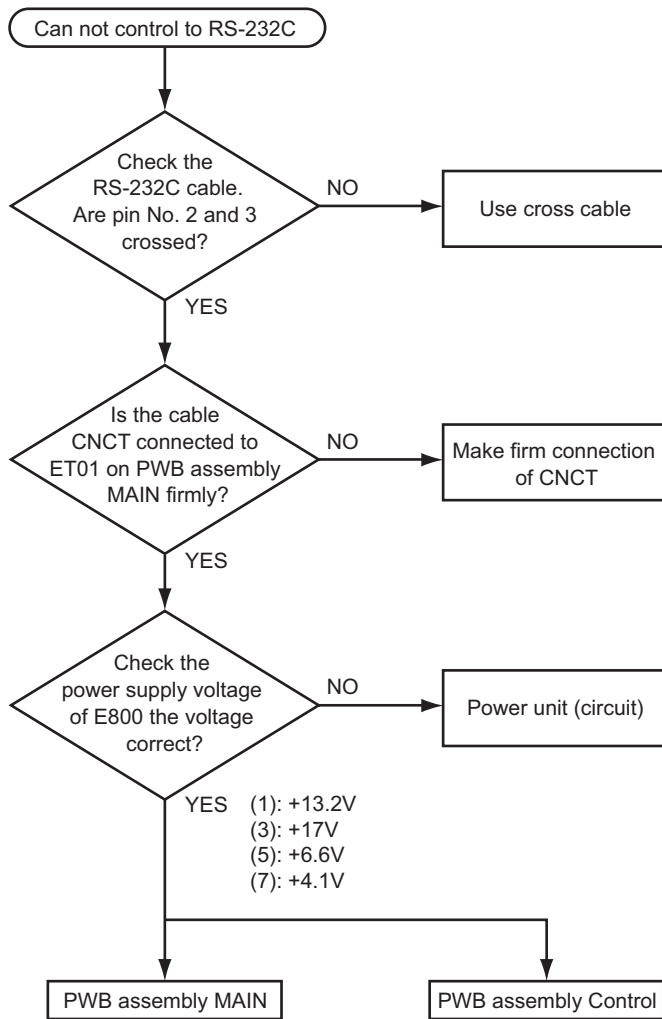 Can not control to RS-232C
Check the
RS-232C cable.
Are pin No. 2 and 3
crossed?
NO
Use cross cable
YES
Is the cable
CNCT connected to
ET01 on PWB assembly
MAIN firmly?
NO
Make firm connection
of CNCT
YES
Check the
power supply voltage
of E800 the voltage
correct?
NO
Power unit (circuit)
YES (1): +13.2V
(3): +17V
(5): +6.6V
(7): +4.1V
PWB assembly MAIN
PWB assembly Control